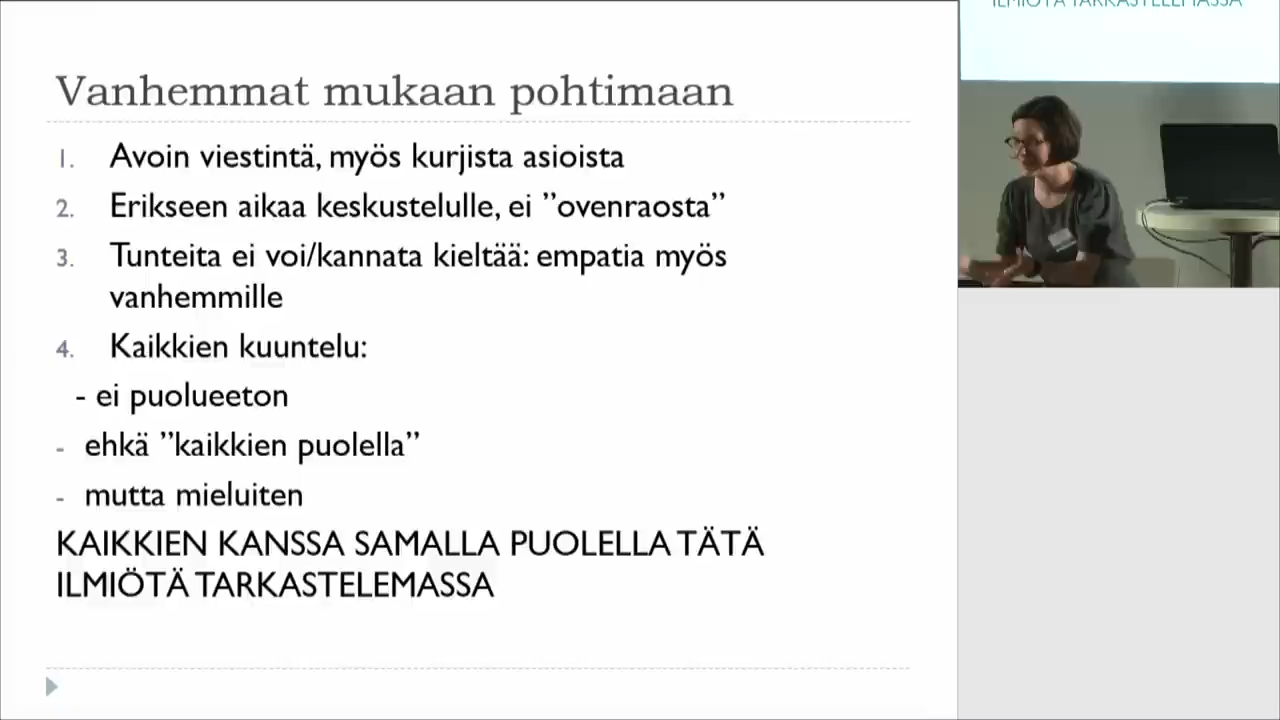 Vanhemmat mukaan pohtimaan
1. Avoin viestintä, myös kurjista asioista
2. Erikseen aikaa keskustelulle, ei ”ovenraosta”
3. Tunteita ei voi/kannata kieltää: empatia myös
vanhemmille
4. Kaikkien kuuntelu:
- ei puolueeton
- ehkä ”kaikkien puolella”
- mutta mieluiten
KAIKKIEN KANSSA SAMALLA PUOLELLA TÄTÄ
ILMIÖTÄ TARKASTELEMASSA
ILMIÖTÄ TARKASTELEMASSA